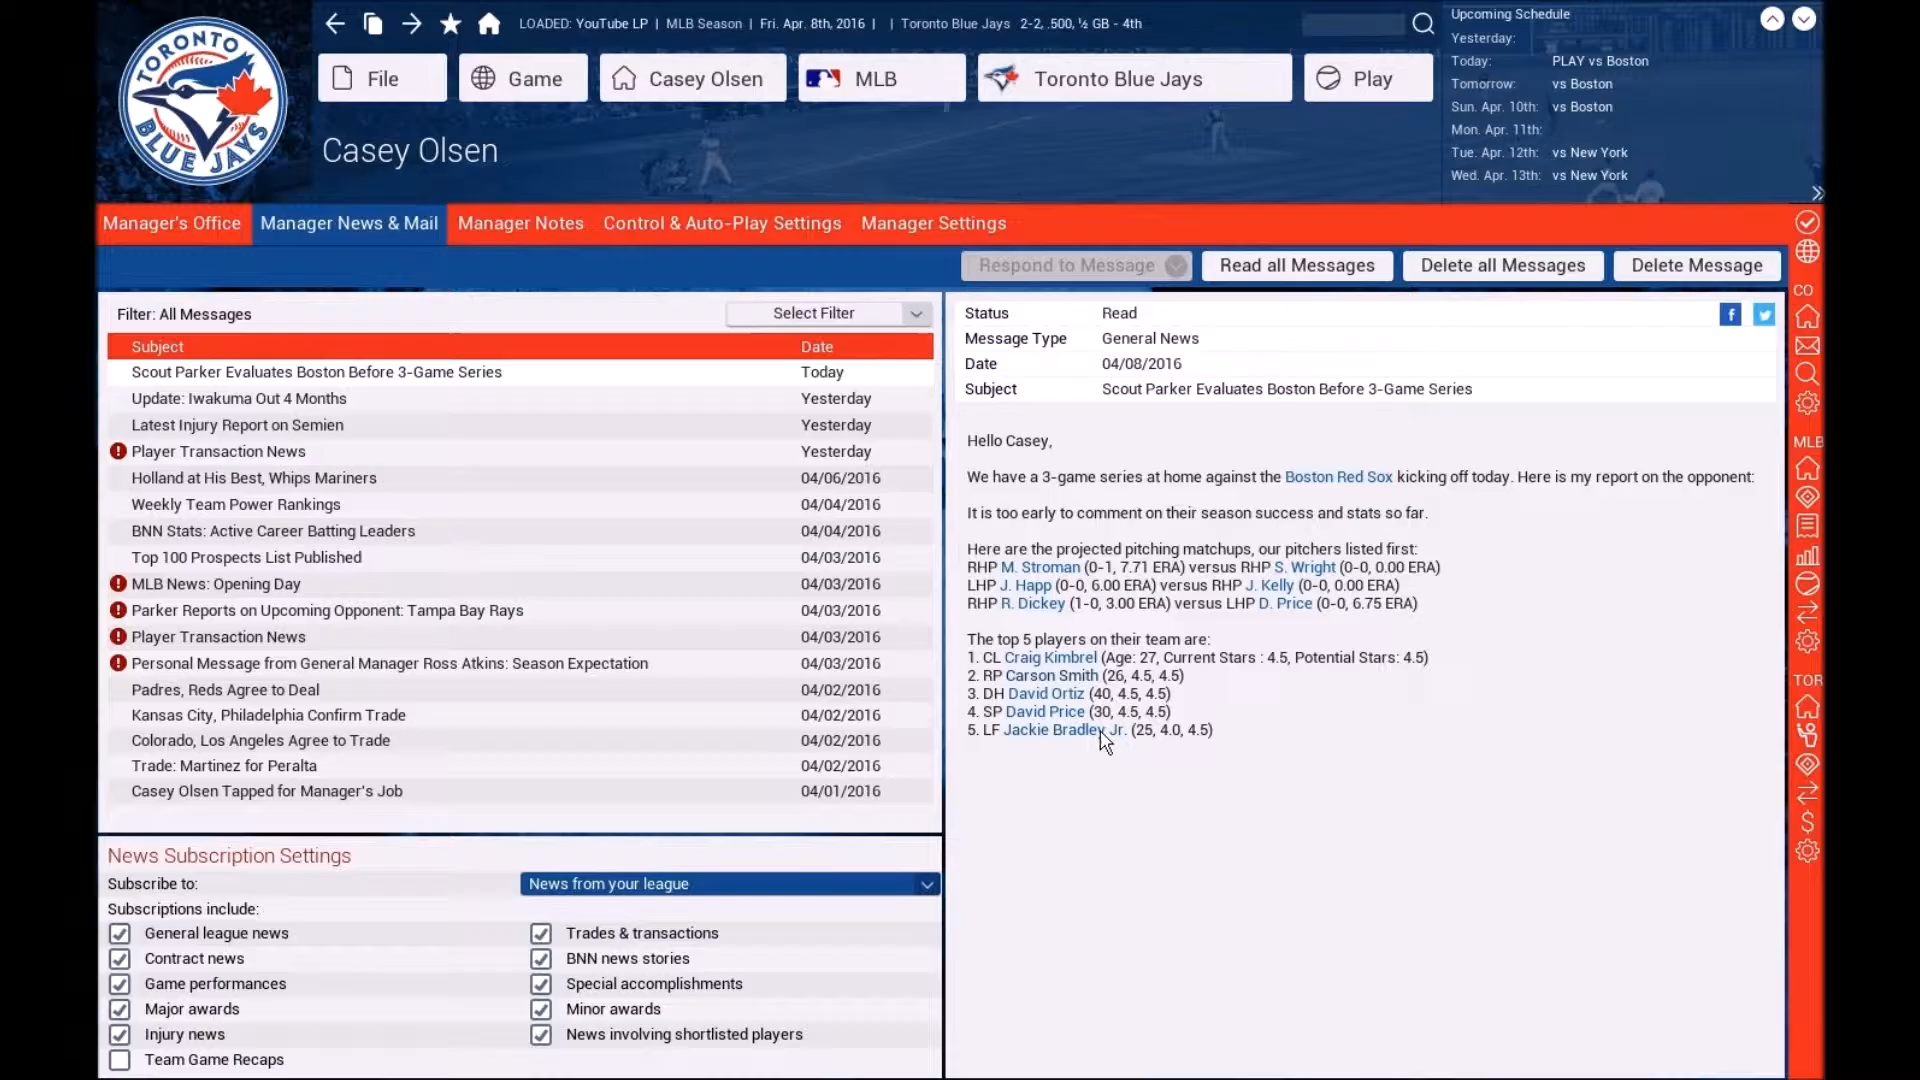 TORONTO
BLUE JAYS
LOADED: YouTube LP | MLB Season | Fri. Apr. 8th, 2016 | | Toronto Blue Jays 2-2, .500, ½ GB - 4th
File
Game
Casey Olsen
MLB
Toronto Blue Jays
Play
Casey Olsen
Upcoming Schedule
Yesterday:
Today: PLAY vs Boston
Tomorrow: vs Boston
Sun. Apr. 10th: vs Boston
Mon. Apr. 11th:
Tue. Apr. 12th: vs New York
Wed. Apr. 13th: vs New York
Manager's Office
Manager News & Mail
Manager Notes
Control & Auto-Play Settings
Manager Settings
Respond to Message
Read all Messages
Delete all Messages
Delete Message
Filter: All Messages
Select Filter
Subject Date
Scout Parker Evaluates Boston Before 3-Game Series Today
Update: Iwakuma Out 4 Months Yesterday
Latest Injury Report on Semien Yesterday
Player Transaction News Yesterday
Holland at His Best, Whips Mariners 04/06/2016
Weekly Team Power Rankings 04/04/2016
BNN Stats: Active Career Batting Leaders 04/04/2016
Top 100 Prospects List Published 04/03/2016
MLB News: Opening Day 04/03/2016
Parker Reports on Upcoming Opponent: Tampa Bay Rays 04/03/2016
Player Transaction News 04/03/2016
Personal Message from General Manager Ross Atkins: Season Expectation 04/03/2016
Padres, Reds Agree to Deal 04/02/2016
Kansas City, Philadelphia Confirm Trade 04/02/2016
Colorado, Los Angeles Agree to Trade 04/02/2016
Trade: Martinez for Peralta 04/02/2016
Casey Olsen Tapped for Manager's Job 04/01/2016
News Subscription Settings
Subscribe to: News from your league
Subscriptions include:
General league news Trades & transactions
Contract news BNN news stories
Game performances Special accomplishments
Major awards Minor awards
Injury news News involving shortlisted players
Team Game Recaps
Status Read
Message Type General News
Date 04/08/2016
Subject Scout Parker Evaluates Boston Before 3-Game Series
Hello Casey,
We have a 3-game series at home against the Boston Red Sox kicking off today. Here is my report on the opponent:
It is too early to comment on their season success and stats so far.
Here are the projected pitching matchups, our pitchers listed first:
RHP M. Stroman (0-1, 7.71 ERA) versus RHP S. Wright (0-0, 0.00 ERA)
LHP J. Happ (0-0, 6.00 ERA) versus RHP J. Kelly (0-0, 0.00 ERA)
RHP R. Dickey (1-0, 3.00 ERA) versus LHP D. Price (0-0, 6.75 ERA)
The top 5 players on their team are:
1. CL Craig Kimbrel (Age: 27, Current Stars : 4.5, Potential Stars: 4.5)
2. RP Carson Smith (26, 4.5, 4.5)
3. DH David Ortiz (40, 4.5, 4.5)
4. SP David Price (30, 4.5, 4.5)
5. LF Jackie Bradley Jr. (25, 4.0, 4.5)
CO
MLB
TOR